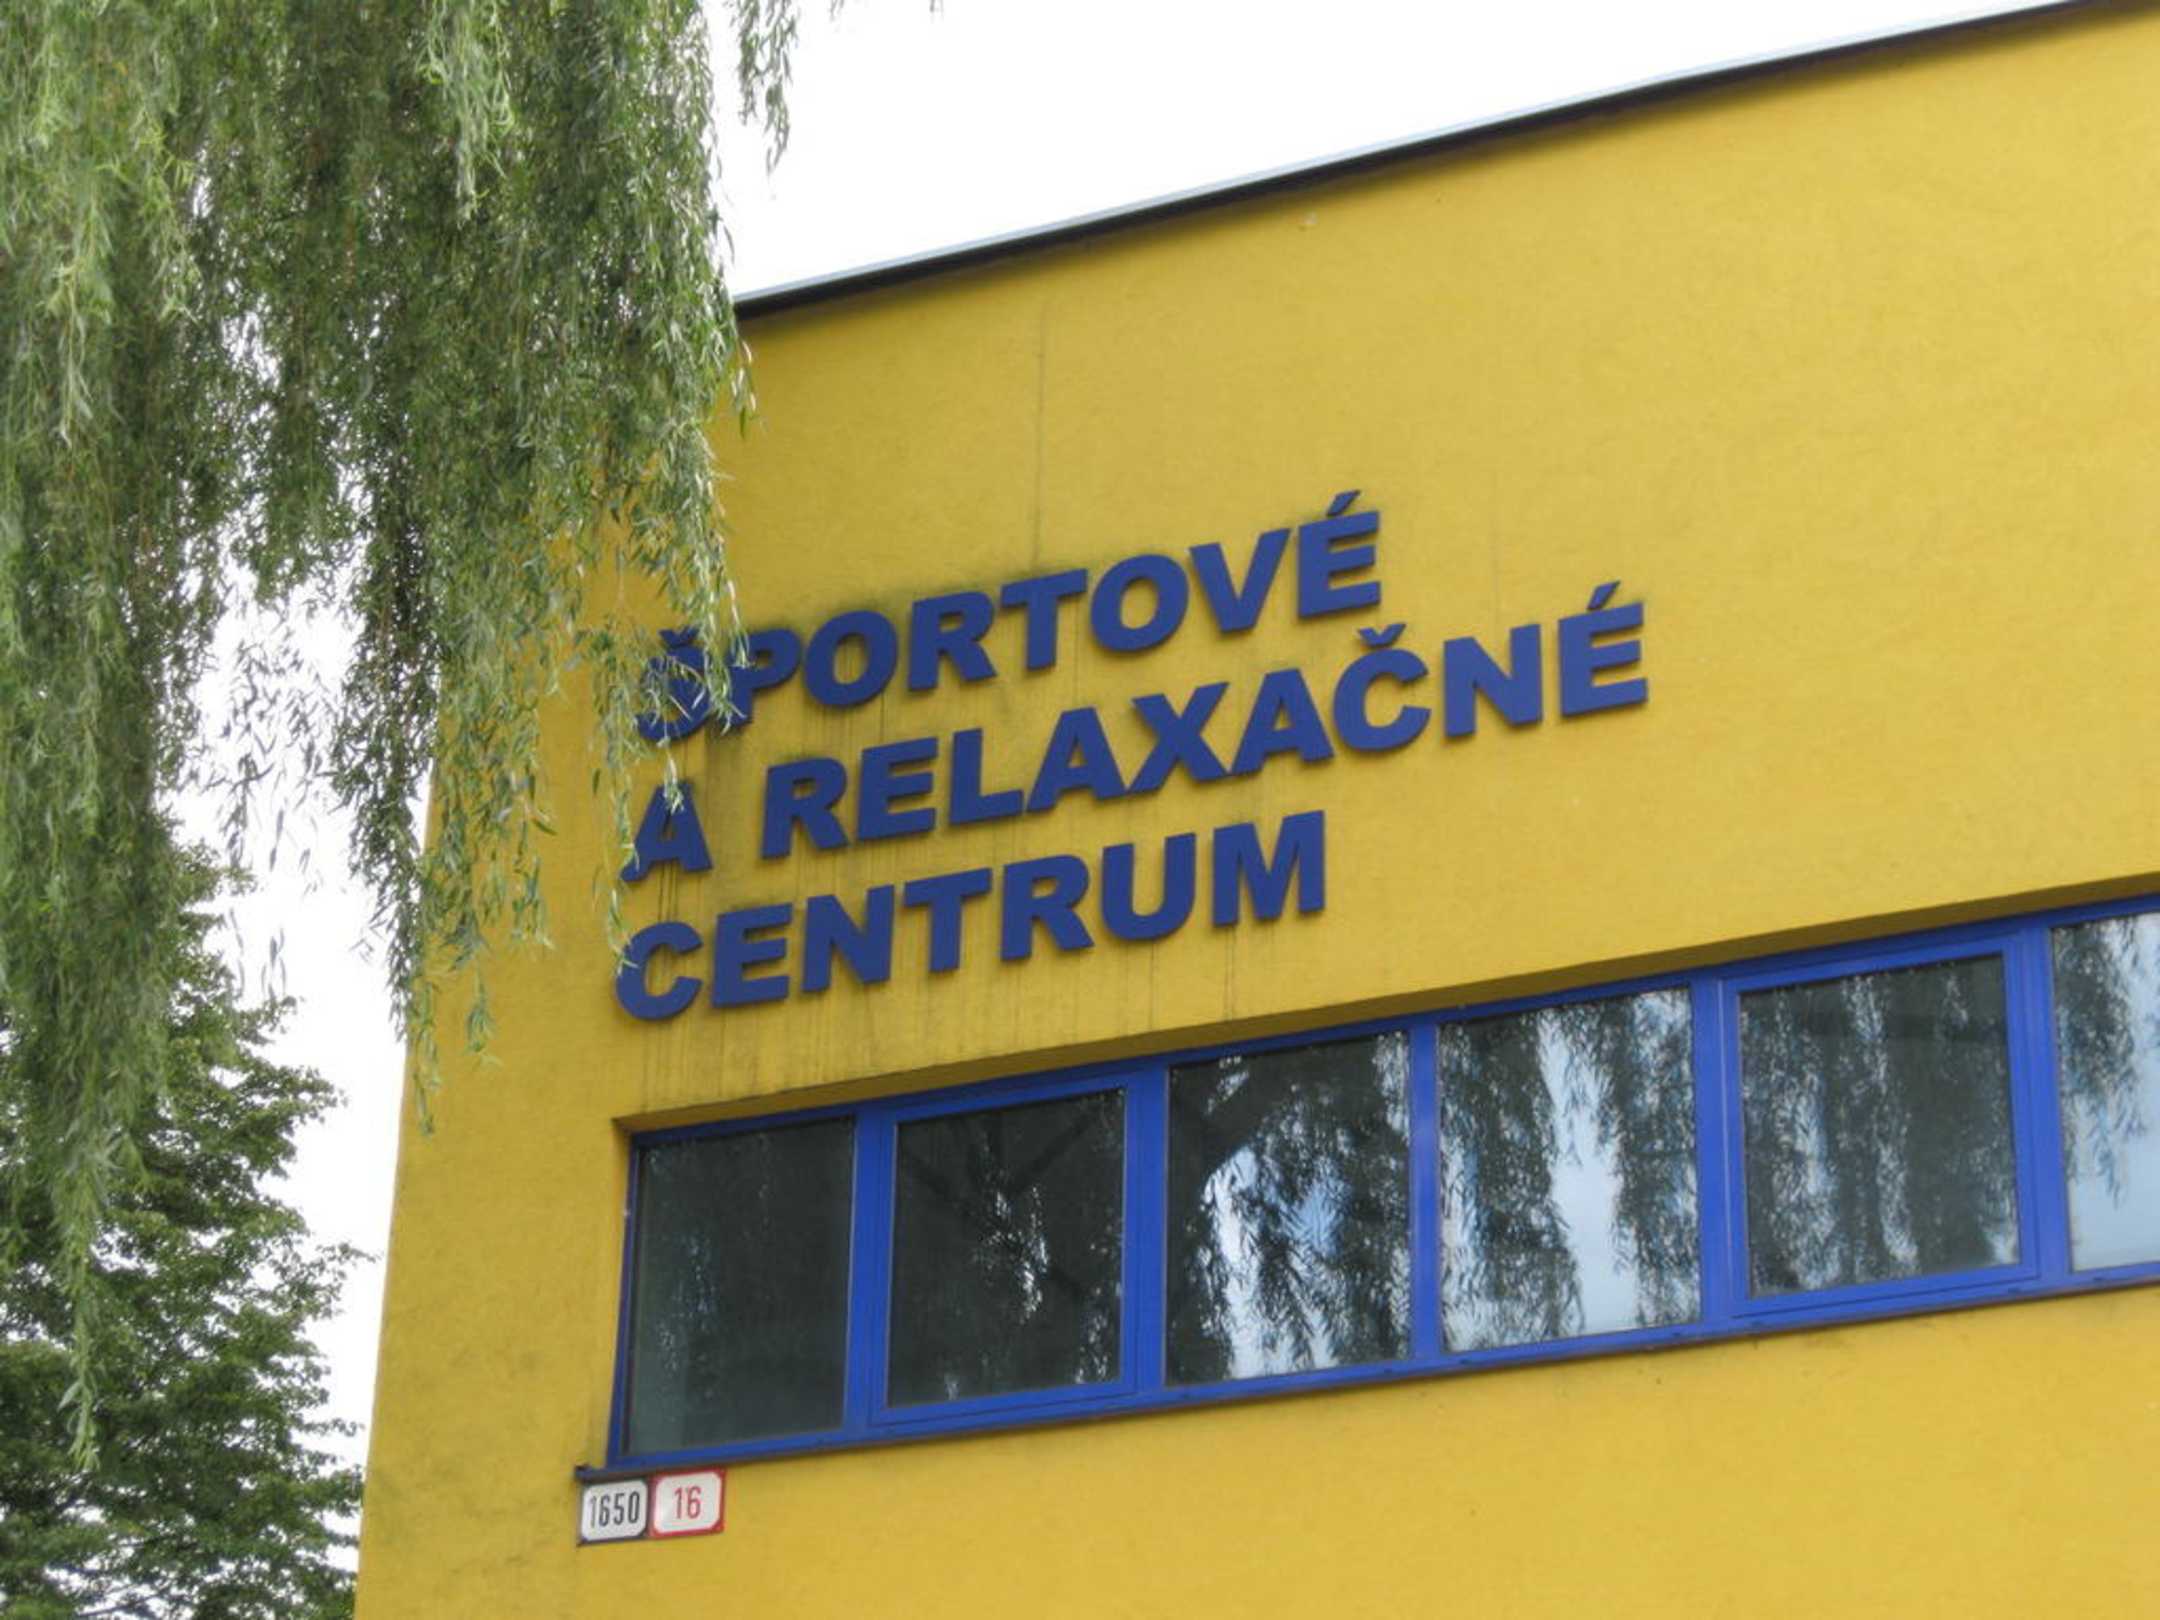 ŠPORTOVÉ
A RELAXAČNÉ
CENTRUM
1650 16